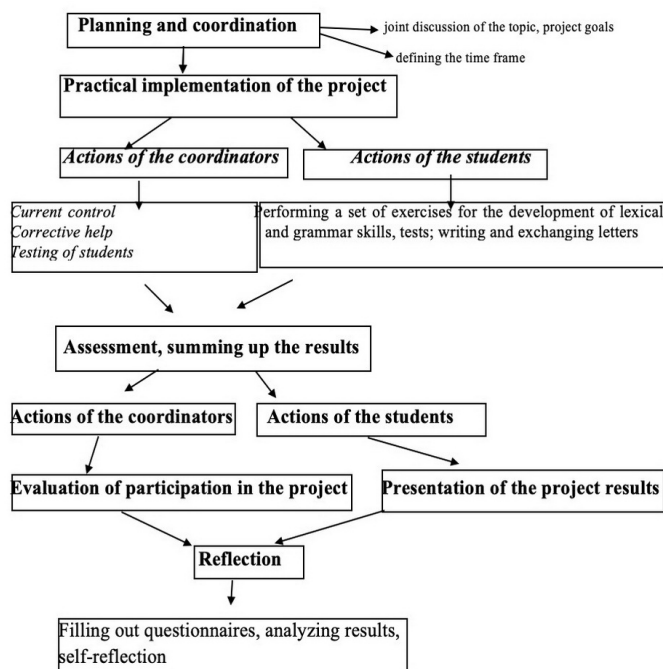 Planning and coordination
joint discussion of the topic, project goals
defining the time frame
Practical implementation of the project
Actions of the coordinators
Actions of the students
Current control
Corrective help
Testing of students
Performing a set of exercises for the development of lexical
and grammar skills, tests; writing and exchanging letters
Assessment, summing up the results
Actions of the coordinators
Actions of the students
Evaluation of participation in the project
Presentation of the project results
Reflection
Filling out questionnaires, analyzing results,
self-reflection